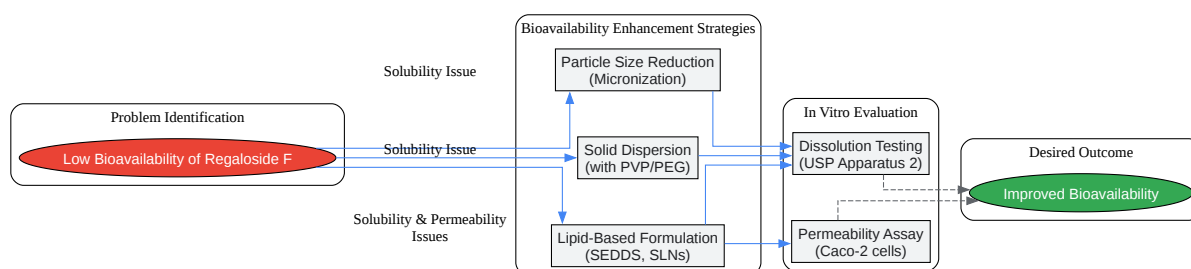 Problem Identification
Low Bioavailability of Regaloside F
Solubility Issue
Solubility Issue
Solubility & Permeability
Issues
Bioavailability Enhancement Strategies
Particle Size Reduction
(Micronization)
Solid Dispersion
(with PVP/PEG)
Lipid-Based Formulation
(SEDDS, SLNs)
In Vitro Evaluation
Dissolution Testing
(USP Apparatus 2)
Permeability Assay
(Caco-2 cells)
Desired Outcome
Improved Bioavailability